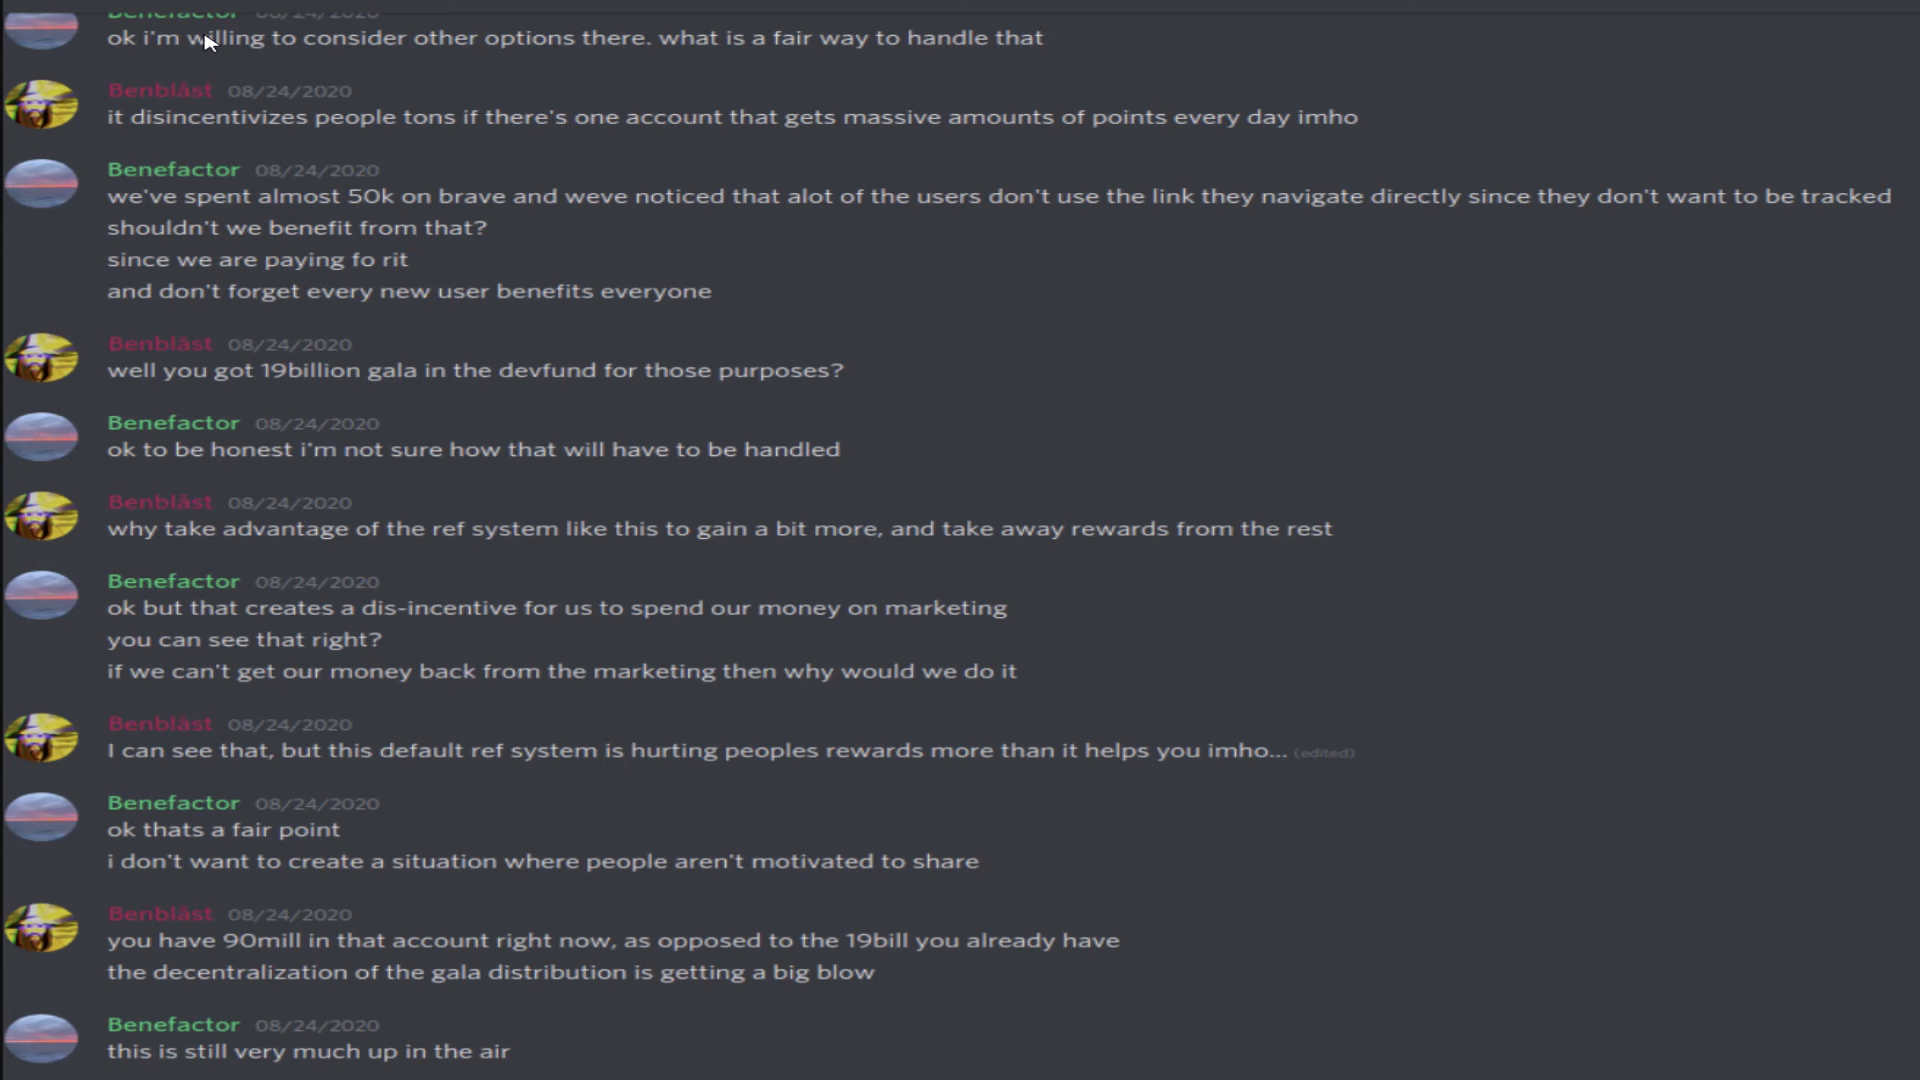 Benefactor 08/24/2020
ok i'm willing to consider other options there. what is a fair way to handle that
Benblåst 08/24/2020
it disincentivizes people tons if there's one account that gets massive amounts of points every day imho
Benefactor 08/24/2020
we've spent almost 50k on brave and weve noticed that alot of the users don't use the link they navigate directly since they don't want to be tracked
shouldn't we benefit from that?
since we are paying fo rit
and don't forget every new user benefits everyone
Benblåst 08/24/2020
well you got 19billion gala in the devfund for those purposes?
Benefactor 08/24/2020
ok to be honest i'm not sure how that will have to be handled
Benblåst 08/24/2020
why take advantage of the ref system like this to gain a bit more, and take away rewards from the rest
Benefactor 08/24/2020
ok but that creates a dis-incentive for us to spend our money on marketing
you can see that right?
if we can't get our money back from the marketing then why would we do it
Benblåst 08/24/2020
I can see that, but this default ref system is hurting peoples rewards more than it helps you imho... (edited)
Benefactor 08/24/2020
ok thats a fair point
i don't want to create a situation where people aren't motivated to share
Benblåst 08/24/2020
you have 90mill in that account right now, as opposed to the 19bill you already have
the decentralization of the gala distribution is getting a big blow
Benefactor 08/24/2020
this is still very much up in the air